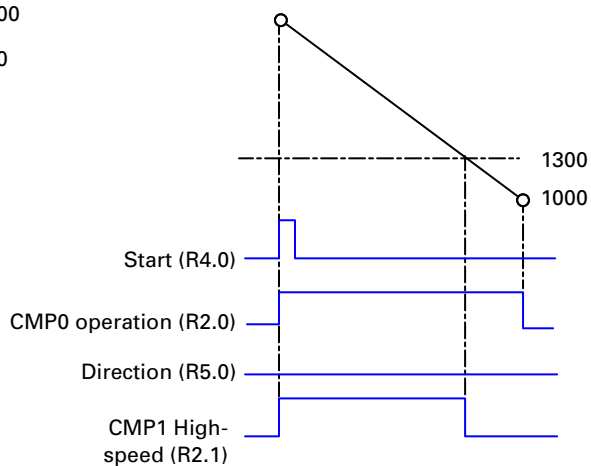 00
0
1300
1000
Start (R4.0)
CMP0 operation (R2.0)
Direction (R5.0)
CMP1 High-
speed (R2.1)